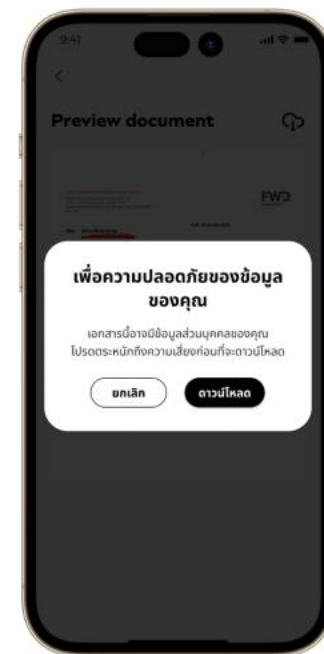 9:41
Preview document
FWD
เพื่อความปลอดภัยของข้อมูล
ของคุณ
เอกสารนี้อาจมีข้อมูลส่วนบุคคลของคุณ
โปรดตระหนักถึงความเสี่ยงก่อนที่จะดาวน์โหลด
ยกเลิก
ดาวน์โหลด